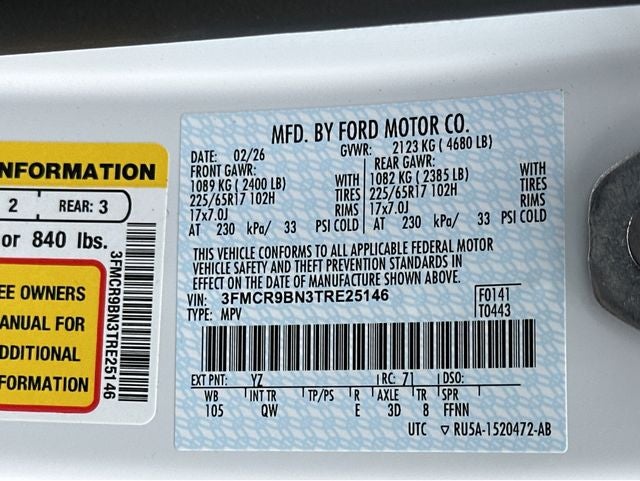 NFORMATION
2 REAR: 3
or 840 lbs.
EE OWNERS
ANUAL FOR
DDITIONAL
FORMATION
3FMCR9BN3TRE25146
MFD. BY FORD MOTOR CO.
DATE: 02/26 GVWR: 2123 KG ( 4680 LB)
FRONT GAWR: REAR GAWR:
1089 KG ( 2400 LB) WITH 1082 KG ( 2385 LB) WITH
225/65R17 102H TIRES 225/65R17 102H TIRES
17x7.0J RIMS 17x7.0J RIMS
AT 230 kPa/ 33 PSI COLD AT 230 kPa/ 33 PSI COLD
THIS VEHICLE CONFORMS TO ALL APPLICABLE FEDERAL MOTOR
VEHICLE SAFETY AND THEFT PREVENTION STANDARDS IN
EFFECT ON THE DATE OF MANUFACTURE SHOWN ABOVE.
VIN: 3FMCR9BN3TRE25146 F0141
TYPE: MPV T0443
EXT PNT: YZ RC: 71 DSO:
WB INT TR TP/PS R AXLE TR SPR
105 QW E 3D 8 FFNN
UTC ▽ RU5A-1520472-AB